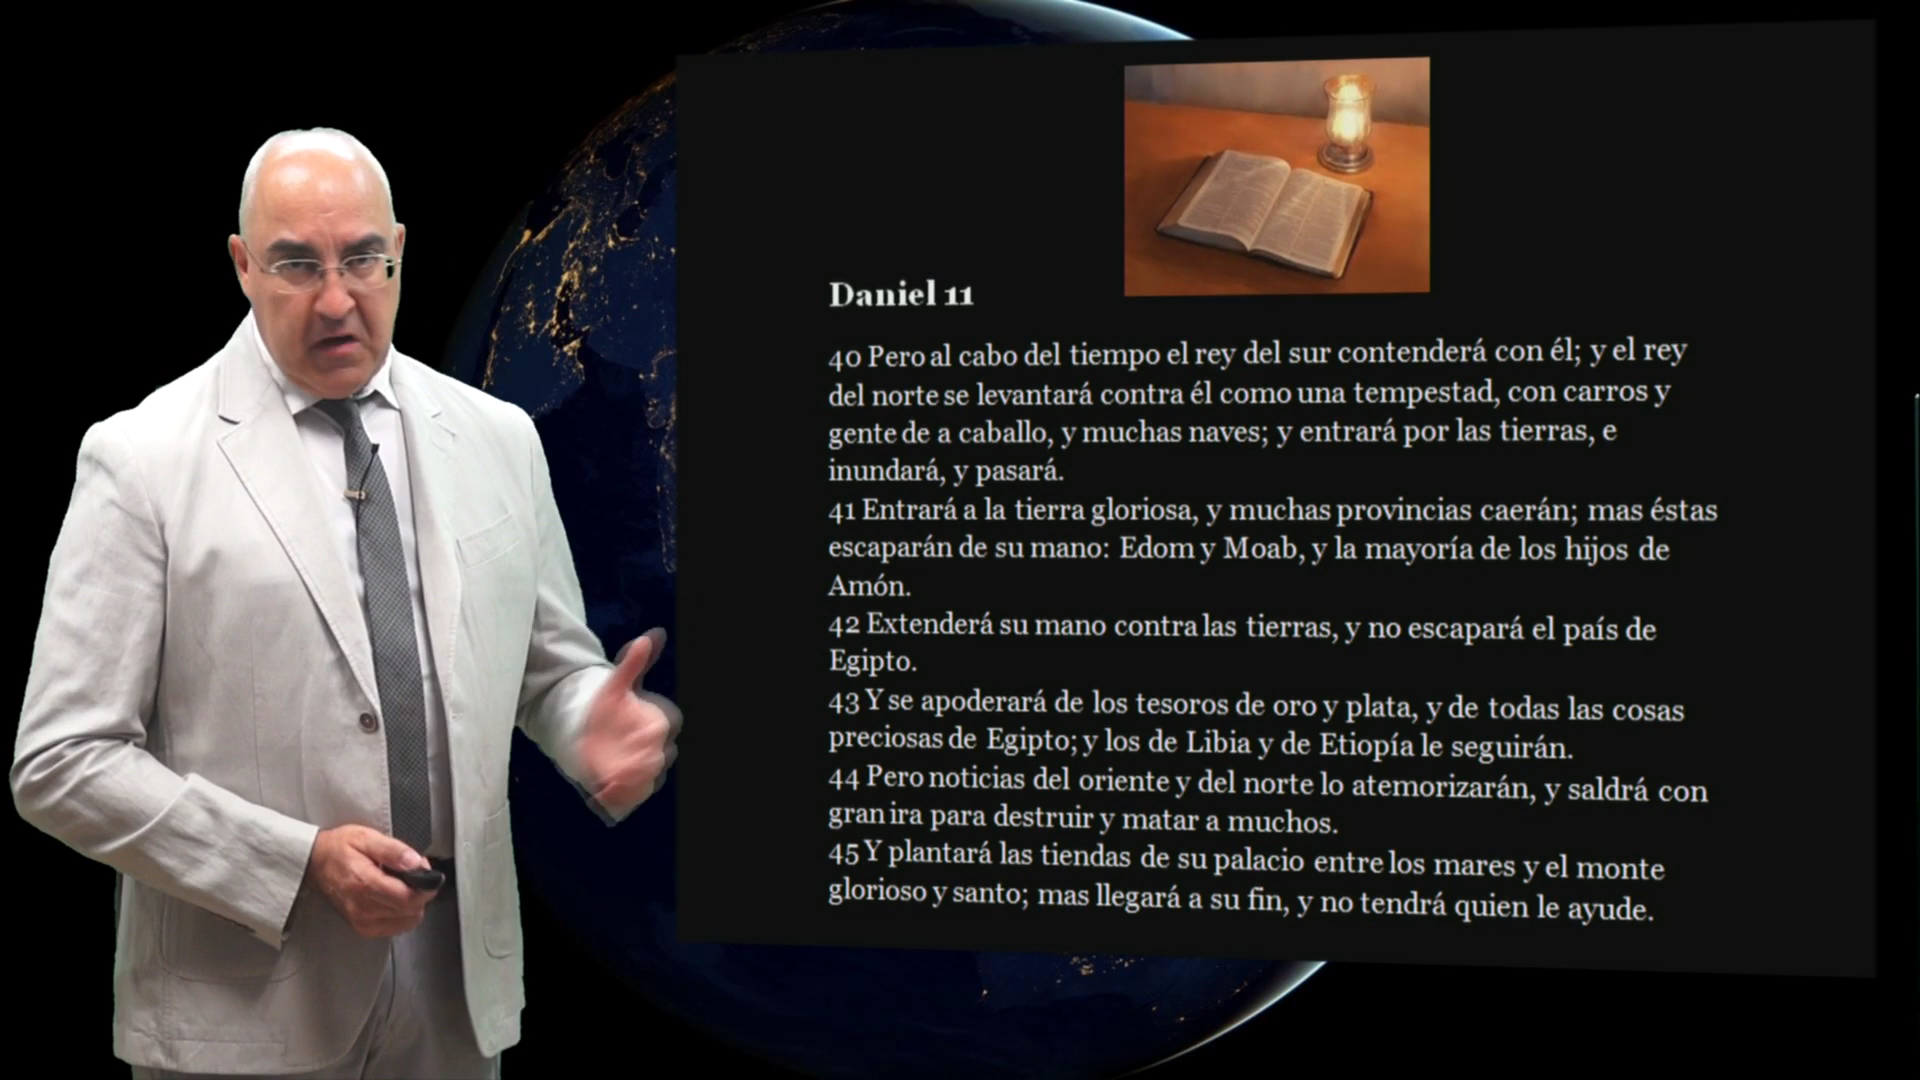 Daniel 11
40 Pero al cabo del tiempo el rey del sur contenderá con él; y el rey
del norte se levantará contra él como una tempestad, con carros y
gente de a caballo, y muchas naves; y entrará por las tierras, e
inundará, y pasará.
41 Entrará a la tierra gloriosa, y muchas provincias caerán; mas éstas
escaparán de su mano: Edom y Moab, y la mayoría de los hijos de
Amón.
42 Extenderá su mano contra las tierras, y no escapará el país de
Egipto.
43 Y se apoderará de los tesoros de oro y plata, y de todas las cosas
preciosas de Egipto; y los de Libia y de Etiopía le seguirán.
44 Pero noticias del oriente y del norte lo atemorizarán, y saldrá con
gran ira para destruir y matar a muchos.
45 Y plantará las tiendas de su palacio entre los mares y el monte
glorioso y santo; mas llegará a su fin, y no tendrá quien le ayude.